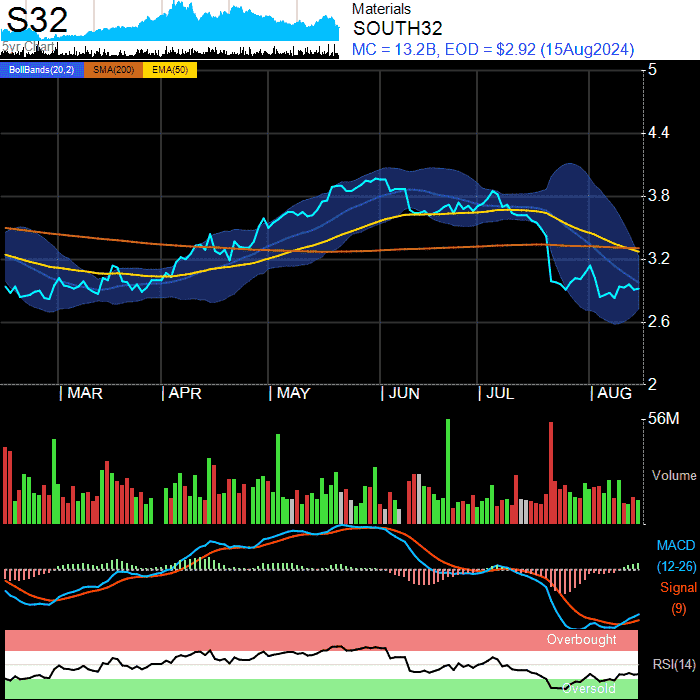 S32
5yr Chart
Materials
SOUTH32
MC = 13.2B, EOD = $2.92 (15Aug2024)
BollBands(20,2) SMA(200) EMA(50)
5
4.4
3.8
3.2
2.6
2
| MAR | APR | MAY | JUN | JUL | AUG
56M
Volume
MACD
(12-26)
Signal
(9)
Overbought
RSI(14)
Oversold